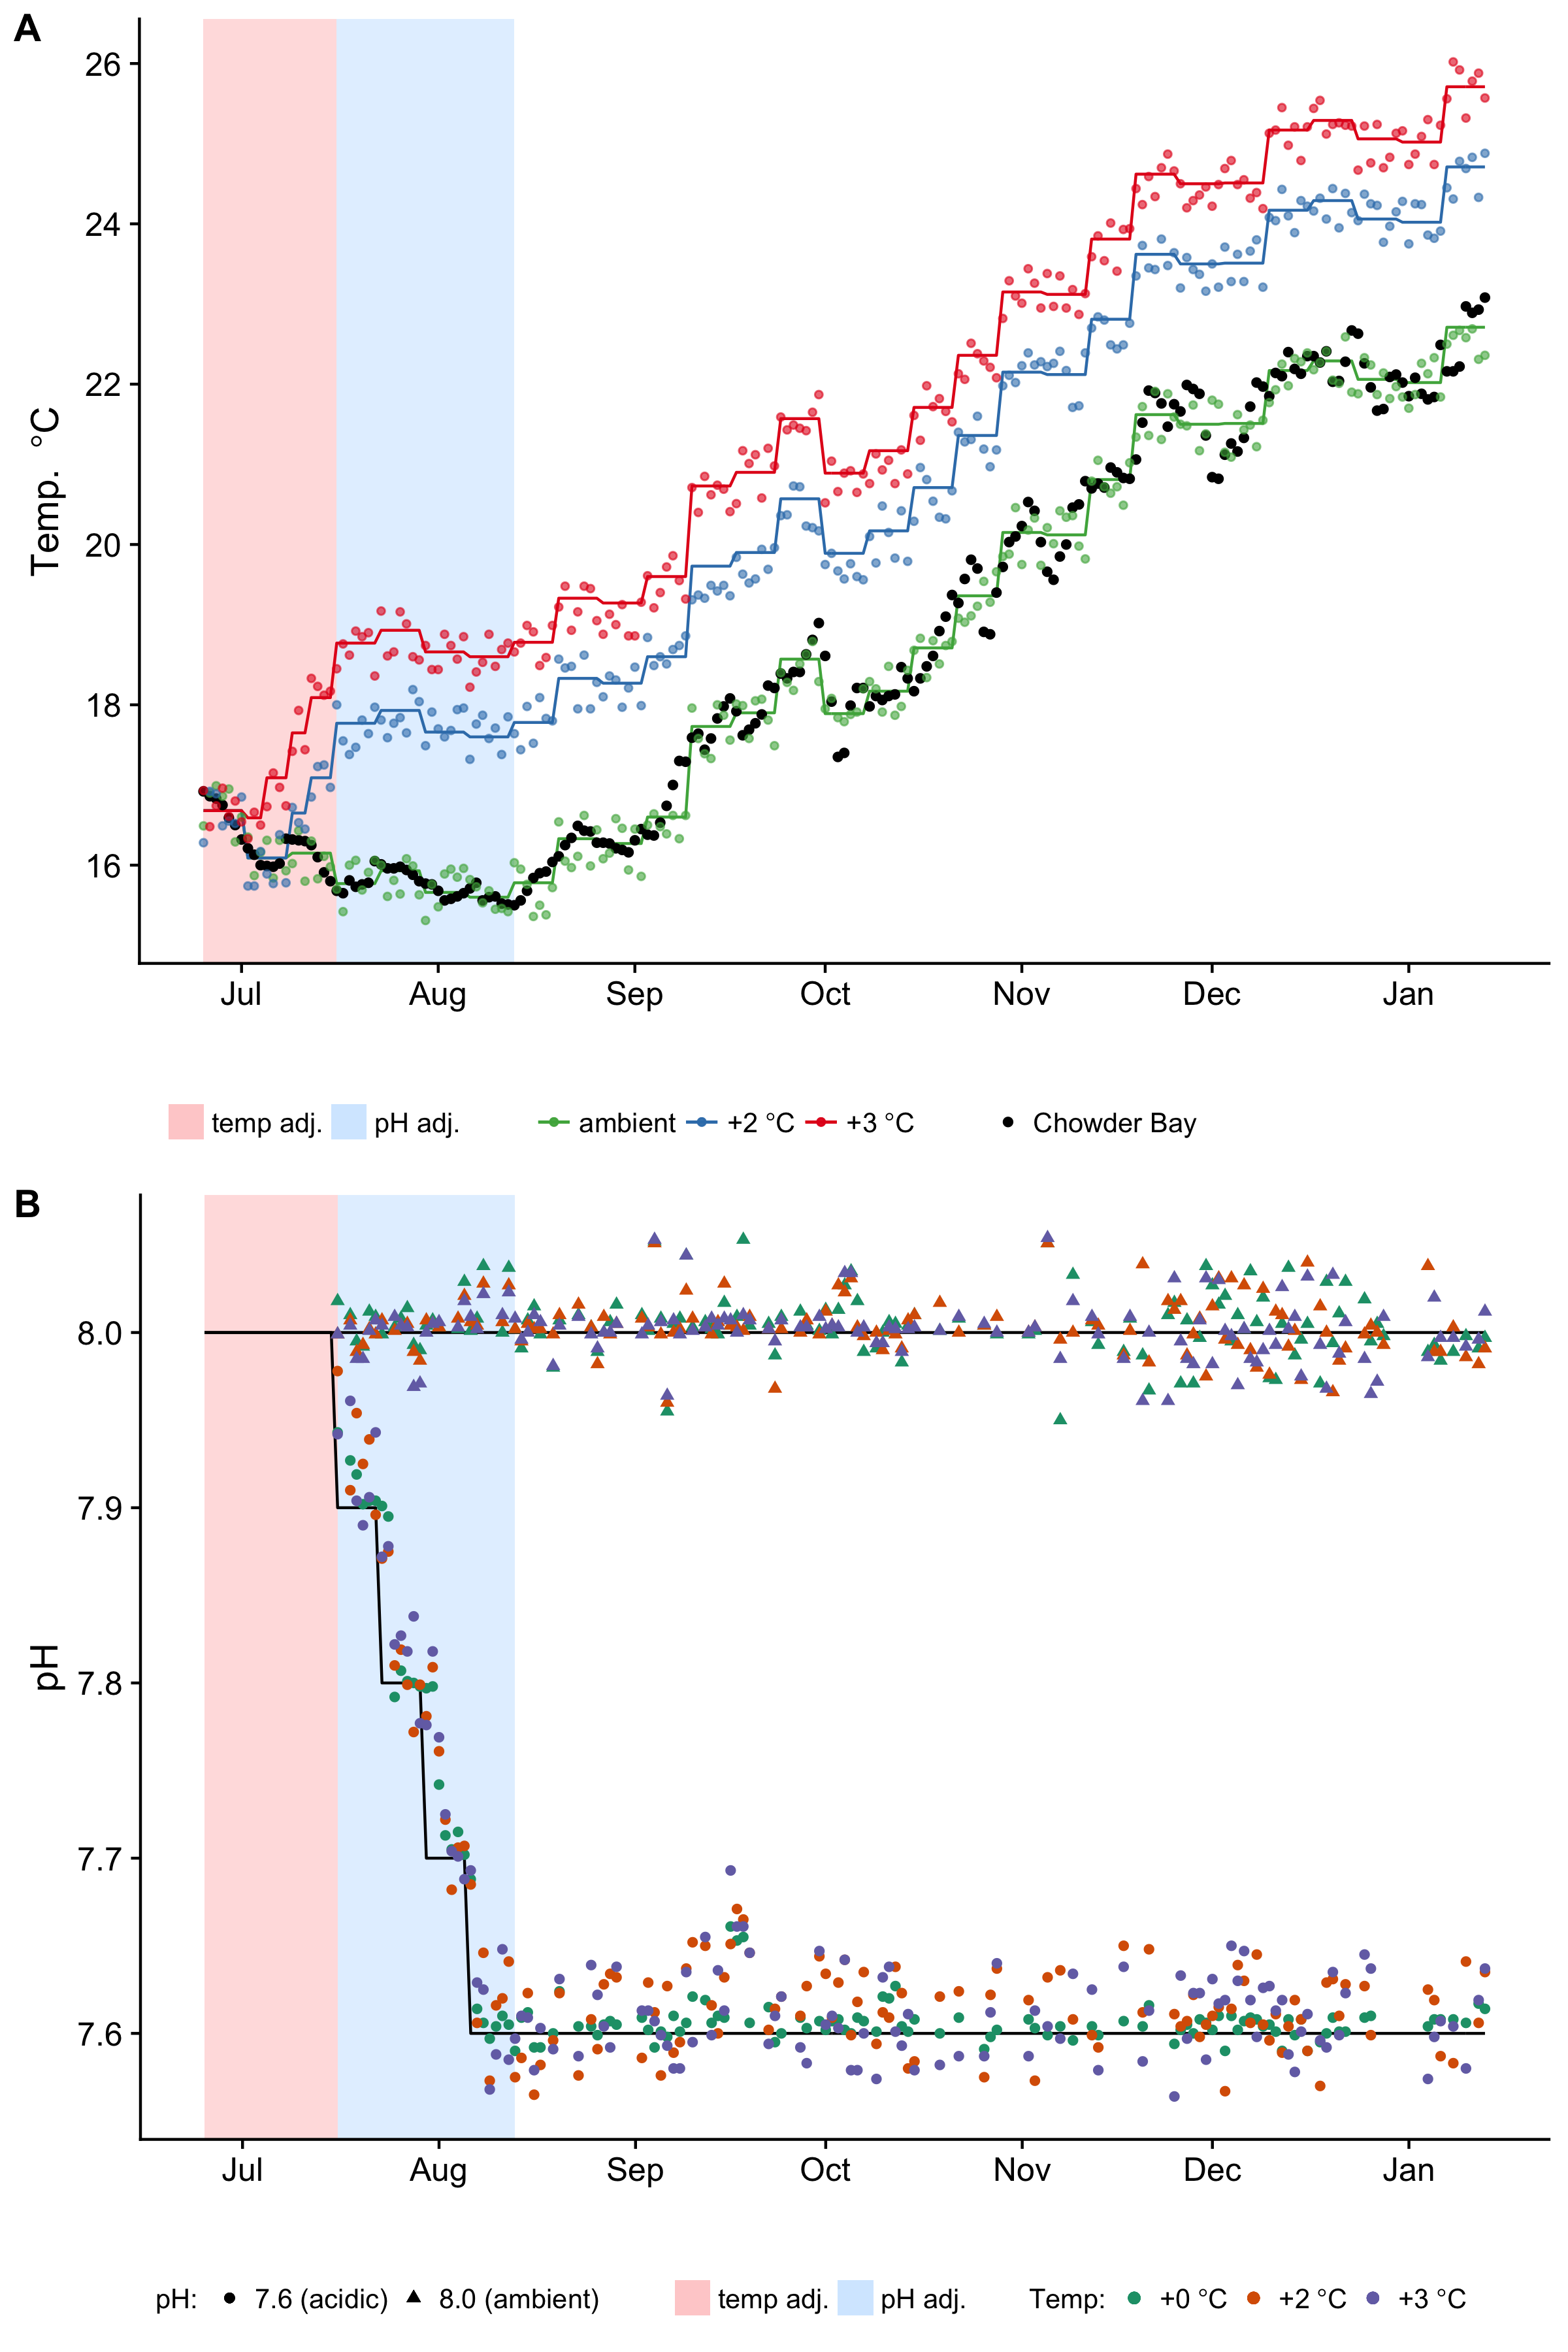 A
26
24
22
20
18
16
Temp. °C
Jul Aug Sep Oct Nov Dec Jan
temp adj. pH adj. ambient +2 °C +3 °C Chowder Bay
B
8.0
7.9
7.8
7.7
7.6
pH
Jul Aug Sep Oct Nov Dec Jan
pH: 7.6 (acidic) 8.0 (ambient) temp adj. pH adj. Temp: +0 °C +2 °C +3 °C